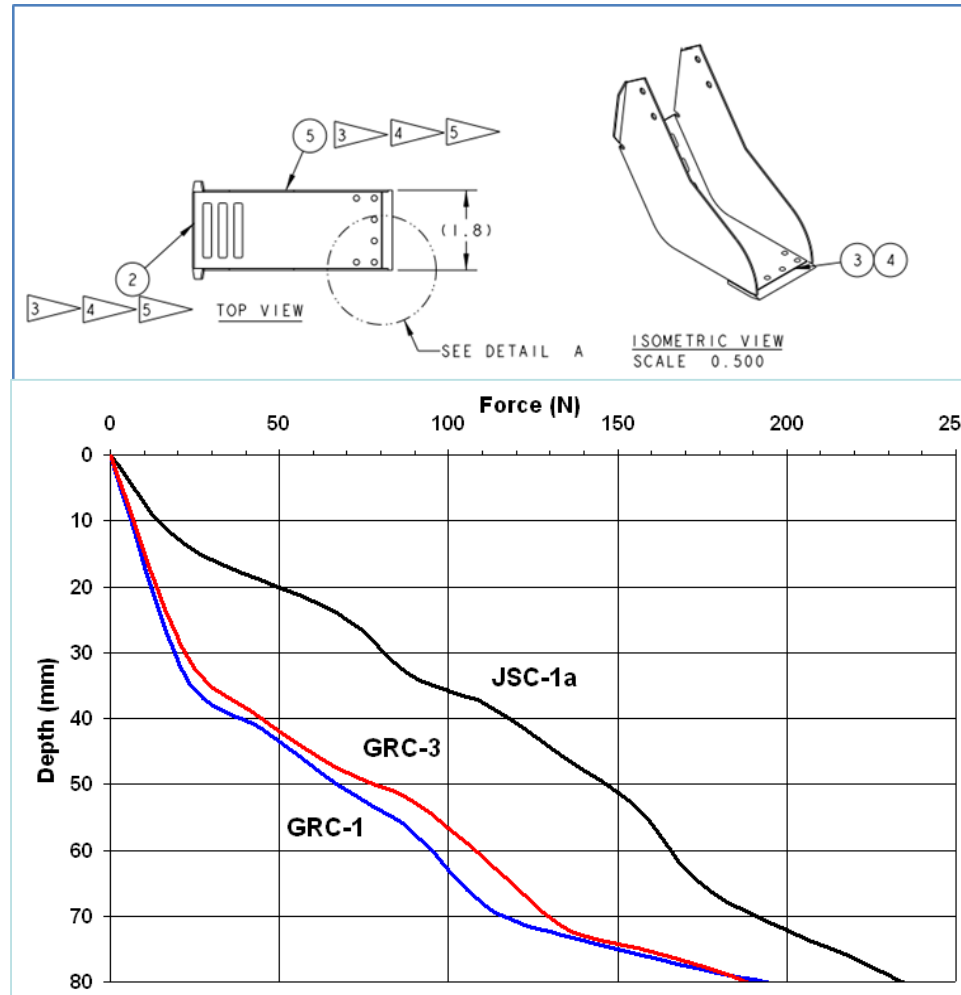 5
3 4 5
(1.8)
2
3 4 5
TOP VIEW
SEE DETAIL A
3 4
ISOMETRIC VIEW
SCALE 0.500
Force (N)
0 50 100 150 200 25
Depth (mm)
0
10
20
30
40
50
60
70
80
JSC-1a
GRC-3
GRC-1